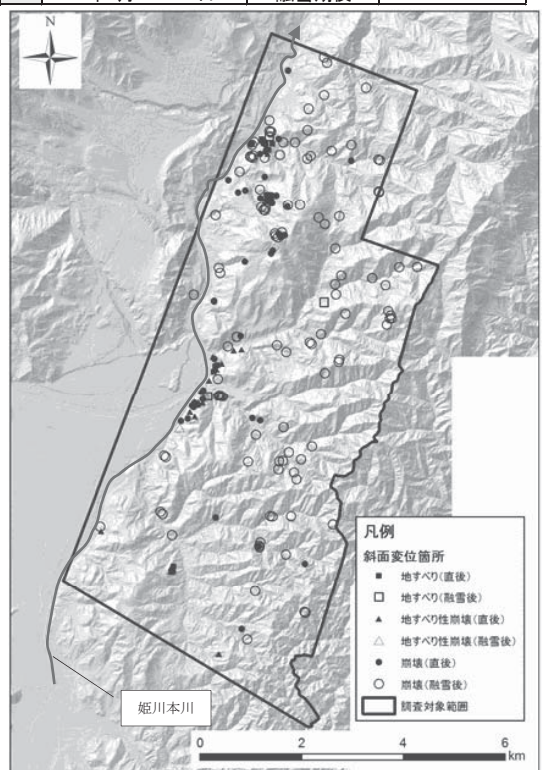 N
凡例
斜面変位箇所
地すべり(直後)
地すべり(融雪後)
地すべり性崩壊(直後)
地すべり性崩壊(融雪後)
崩壊(直後)
崩壊(融雪後)
調査対象範囲
姫川本川
0 2 4 6
km